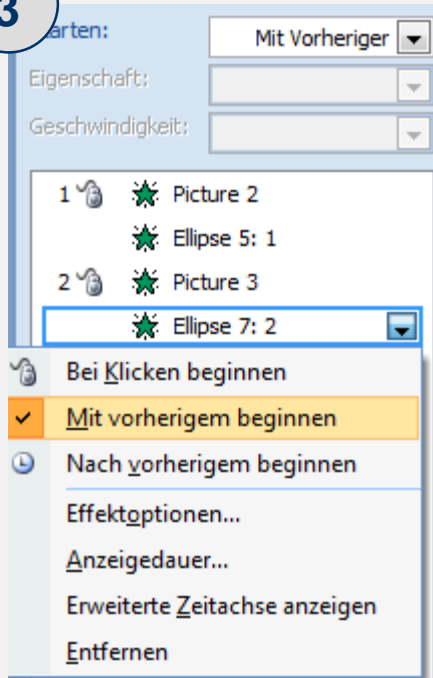 3
arten:
Mit Vorheriger
Eigenschaft:
Geschwindigkeit:
1 Picture 2
Ellipse 5: 1
2 Picture 3
Ellipse 7: 2
Bei Klicken beginnen
Mit vorherigem beginnen
Nach vorherigem beginnen
Effektoptionen...
Anzeigedauer...
Erweiterte Zeitachse anzeigen
Entfernen